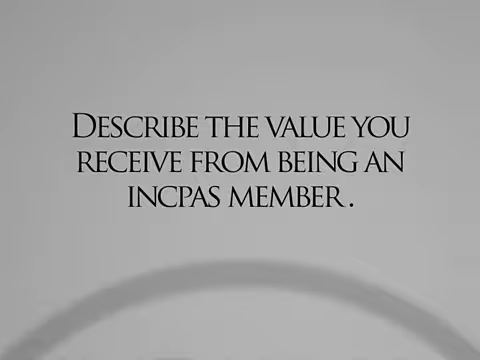 DESCRIBE THE VALUE YOU
RECEIVE FROM BEING AN
INCPAS MEMBER.